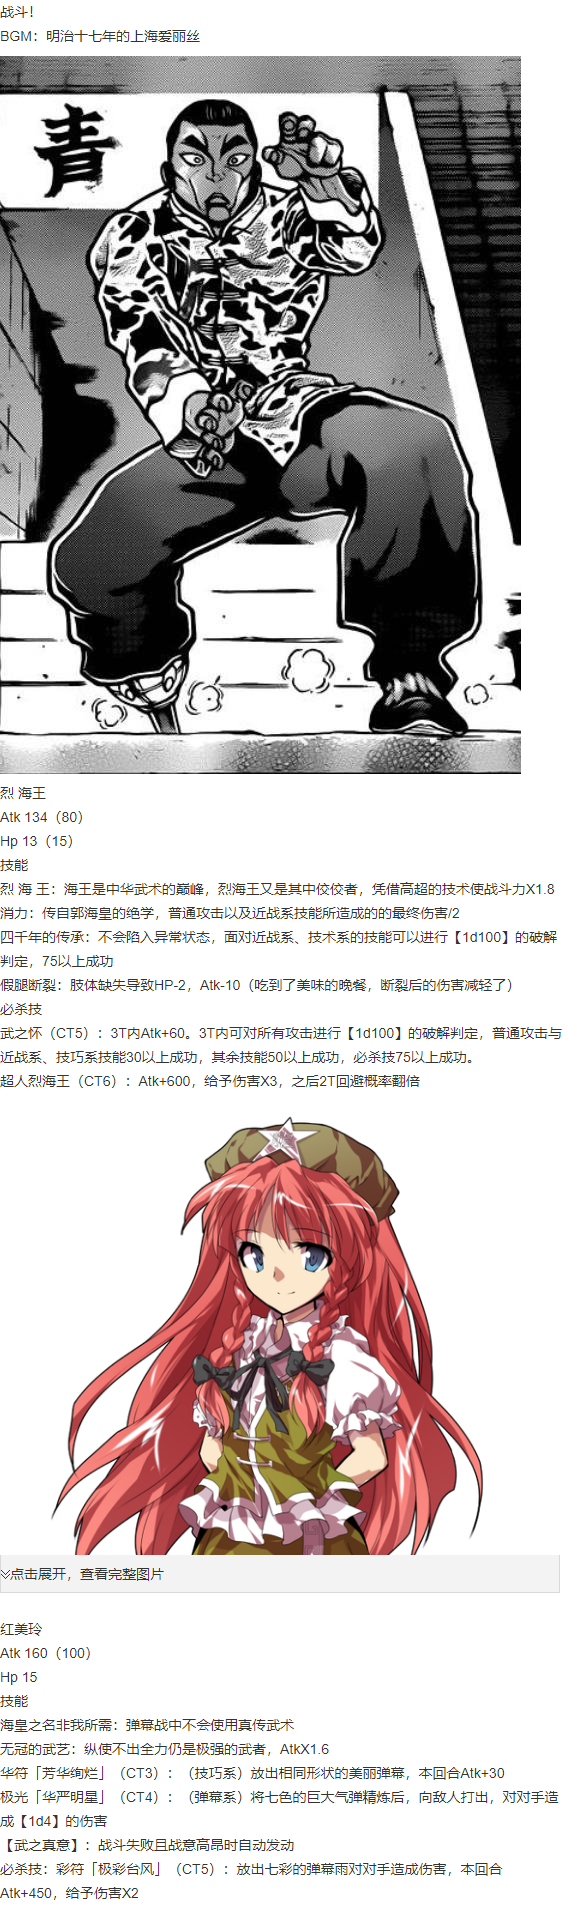 战斗！
BGM：明治十七年的上海爱丽丝
青
烈 海王
Atk 134（80）
Hp 13（15）
技能
烈 海 王：海王是中华武术的巅峰，烈海王又是其中佼佼者，凭借高超的技术使战斗力X1.8
消力：传自郭海皇的绝学，普通攻击以及近战系技能所造成的的最终伤害/2
四千年的传承：不会陷入异常状态，面对近战系、技术系的技能可以进行【1d100】的破解
判定，75以上成功
假腿断裂：肢体缺失导致HP-2，Atk-10（吃到了美味的晚餐，断裂后的伤害减轻了）
必杀技
武之怀（CT5）：3T内Atk+60。3T内可对所有攻击进行【1d100】的破解判定，普通攻击与
近战系、技巧系技能30以上成功，其余技能50以上成功，必杀技75以上成功。
超人烈海王（CT6）：Atk+600，给予伤害X3，之后2T回避概率翻倍
点击展开，查看完整图片
红美玲
Atk 160（100）
Hp 15
技能
海皇之名非我所需：弹幕战中不会使用真传武术
无冠的武艺：纵使不出全力仍是极强的武者，AtkX1.6
华符「芳华绚烂」（CT3）：（技巧系）放出相同形状的美丽弹幕，本回合Atk+30
极光「华严明星」（CT4）：（弹幕系）将七色的巨大气弹精炼后，向敌人打出，对对手造
成【1d4】的伤害
【武之真意】：战斗失败且战意高昂时自动发动
必杀技：彩符「极彩台风」（CT5）：放出七彩的弹幕雨对对手造成伤害，本回合
Atk+450，给予伤害X2